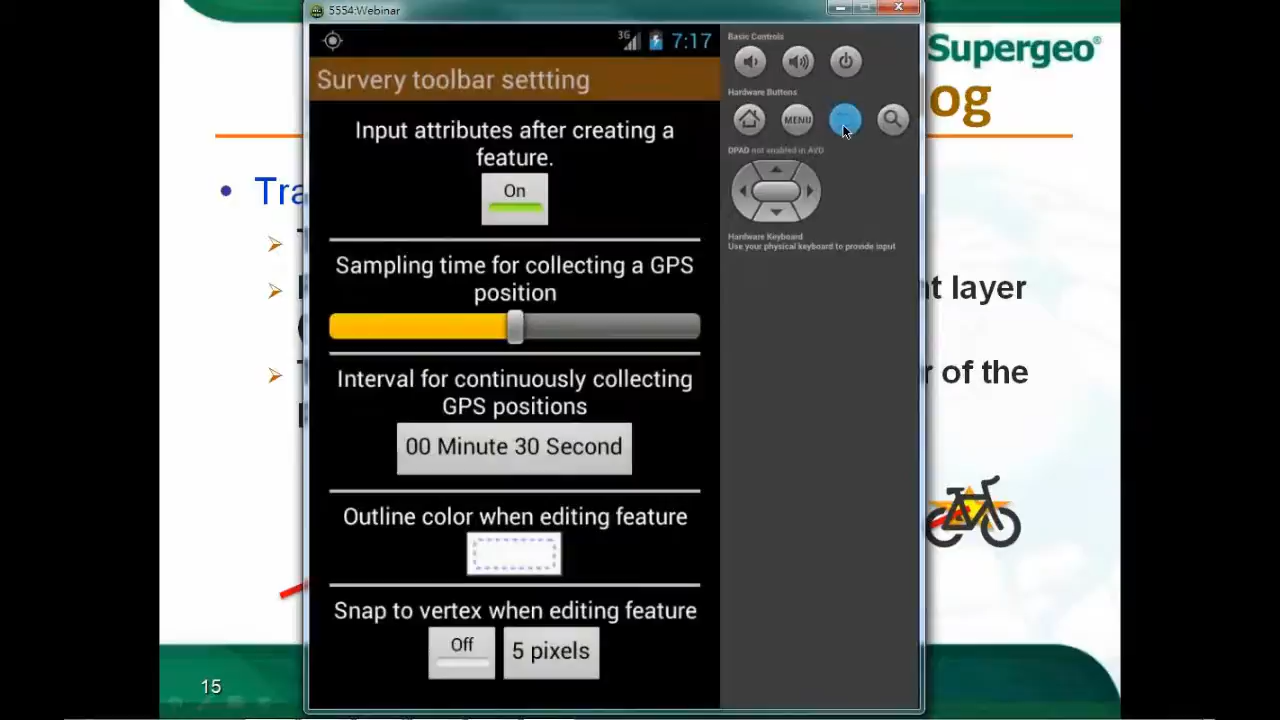 5554:Webinar
3G 7:17
Survery toolbar settting
Input attributes after creating a
feature.
On
Sampling time for collecting a GPS
position
Interval for continuously collecting
GPS positions
00 Minute 30 Second
Outline color when editing feature
Snap to vertex when editing feature
Off
5 pixels
Basic Controls
Hardware Buttons
MENU
DPAD not enabled in AVD
Hardware Keyboard
Use your physical keyboard to provide input
Supergeo®
og
Tra
layer
of the
15